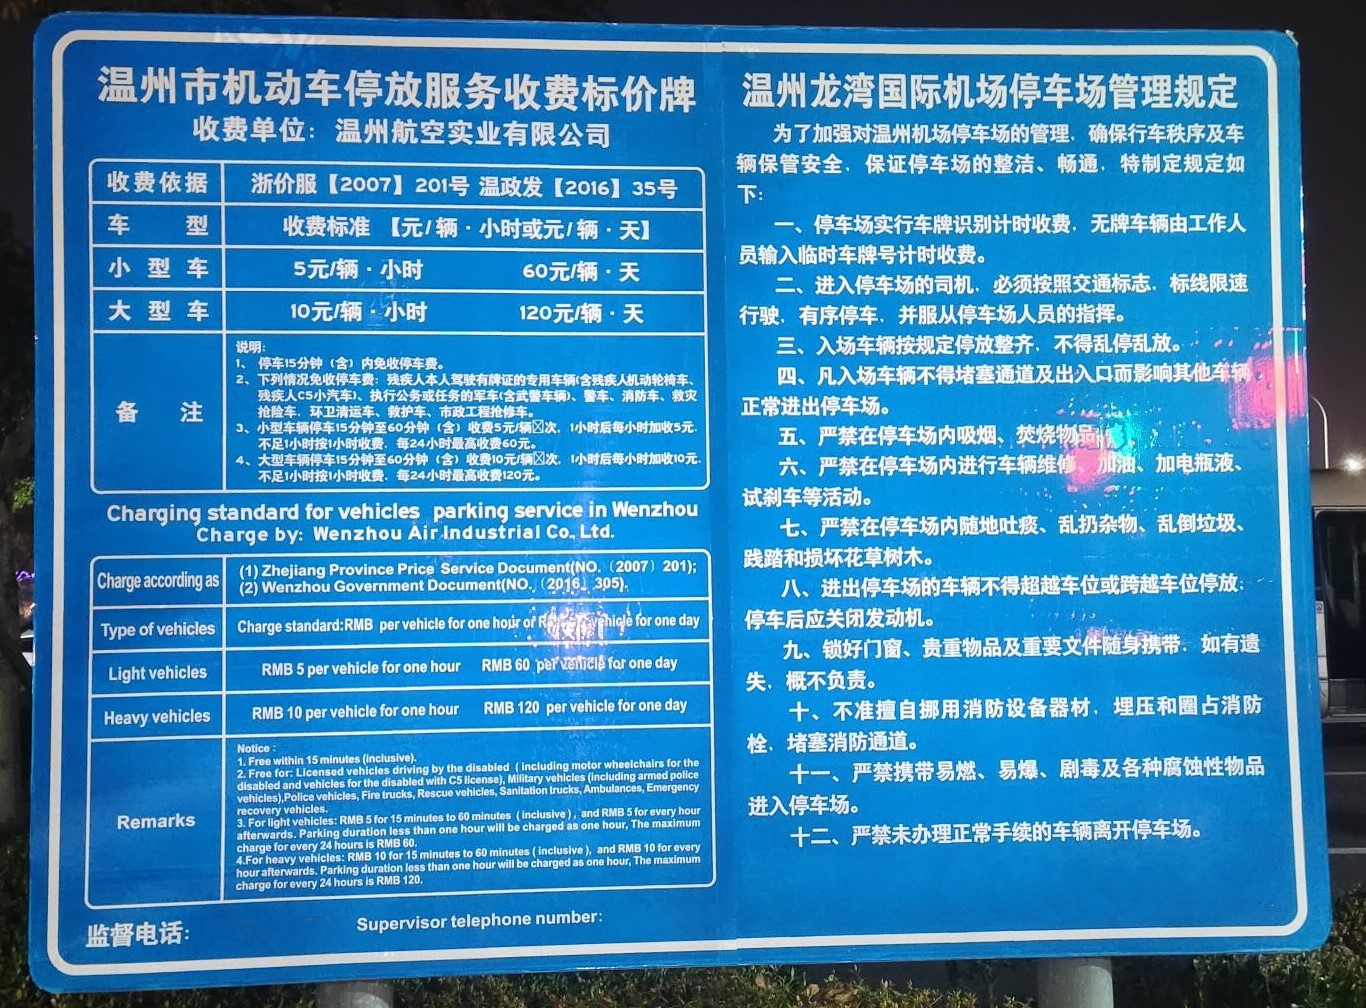 温州市机动车停放服务收费标价牌
收费单位：温州航空实业有限公司
收费依据 浙价服【2007】201号 温政发【2016】35号
车型 收费标准 【元/辆·小时或元/辆·天】
小型车 5元/辆·小时 60元/辆·天
大型车 10元/辆·小时 120元/辆·天
备注
说明:
1、停车15分钟（含）内免收停车费。
2、下列情况免收停车费：残疾人本人驾驶有牌证的专用车辆(含残疾人机动轮椅车、
残疾人C5小汽车)、执行公务或任务的军车(含武警车辆)、警车、消防车、救灾
抢险车、环卫清运车、救护车、市政工程抢修车。
3、小型车辆停车15分钟至60分钟（含）收费5元/辆☒次，1小时后每小时加收5元，
不足1小时按1小时收费，每24小时最高收费60元。
4、大型车辆停车15分钟至60分钟（含）收费10元/辆☒次，1小时后每小时加收10元，
不足1小时按1小时收费，每24小时最高收费120元。
Charging standard for vehicles parking service in Wenzhou
Charge by: Wenzhou Air Industrial Co., Ltd.
Charge according as
(1) Zhejiang Province Price Service Document(NO.〔2007〕201);
(2) Wenzhou Government Document(NO.〔2016〕305).
Type of vehicles Charge standard:RMB per vehicle for one hour or vehicle for one day
Light vehicles RMB 5 per vehicle for one hour RMB 60 per vehicle for one day
Heavy vehicles RMB 10 per vehicle for one hour RMB 120 per vehicle for one day
Remarks
Notice :
1. Free within 15 minutes (inclusive).
2. Free for: Licensed vehicles driving by the disabled ( including motor wheelchairs for the
disabled and vehicles for the disabled with C5 license), Military vehicles (including armed police
vehicles),Police vehicles, Fire trucks, Rescue vehicles, Sanitation trucks, Ambulances, Emergency
recovery vehicles.
3. For light vehicles: RMB 5 for 15 minutes to 60 minutes ( inclusive ) , and RMB 5 for every hour
afterwards. Parking duration less than one hour will be charged as one hour, The maximum
charge for every 24 hours is RMB 60.
4.For heavy vehicles: RMB 10 for 15 minutes to 60 minutes ( inclusive ), and RMB 10 for every
hour afterwards. Parking duration less than one hour will be charged as one hour, The maximum
charge for every 24 hours is RMB 120.
监督电话: Supervisor telephone number:
温州龙湾国际机场停车场管理规定
为了加强对温州机场停车场的管理，确保行车秩序及车
辆保管安全，保证停车场的整洁、畅通，特制定规定如
下：
一、停车场实行车牌识别计时收费，无牌车辆由工作人
员输入临时车牌号计时收费。
二、进入停车场的司机，必须按照交通标志，标线限速
行驶，有序停车，并服从停车场人员的指挥。
三、入场车辆按规定停放整齐，不得乱停乱放。
四、凡入场车辆不得堵塞通道及出入口而影响其他车辆
正常进出停车场。
五、严禁在停车场内吸烟、焚烧物品。
六、严禁在停车场内进行车辆维修、加油、加电瓶液、
试刹车等活动。
七、严禁在停车场内随地吐痰、乱扔杂物、乱倒垃圾、
践踏和损坏花草树木。
八、进出停车场的车辆不得超越车位或跨越车位停放；
停车后应关闭发动机。
九、锁好门窗、贵重物品及重要文件随身携带，如有遗
失，概不负责。
十、不准擅自挪用消防设备器材，埋压和圈占消防
栓，堵塞消防通道。
十一、严禁携带易燃、易爆、剧毒及各种腐蚀性物品
进入停车场。
十二、严禁未办理正常手续的车辆离开停车场。